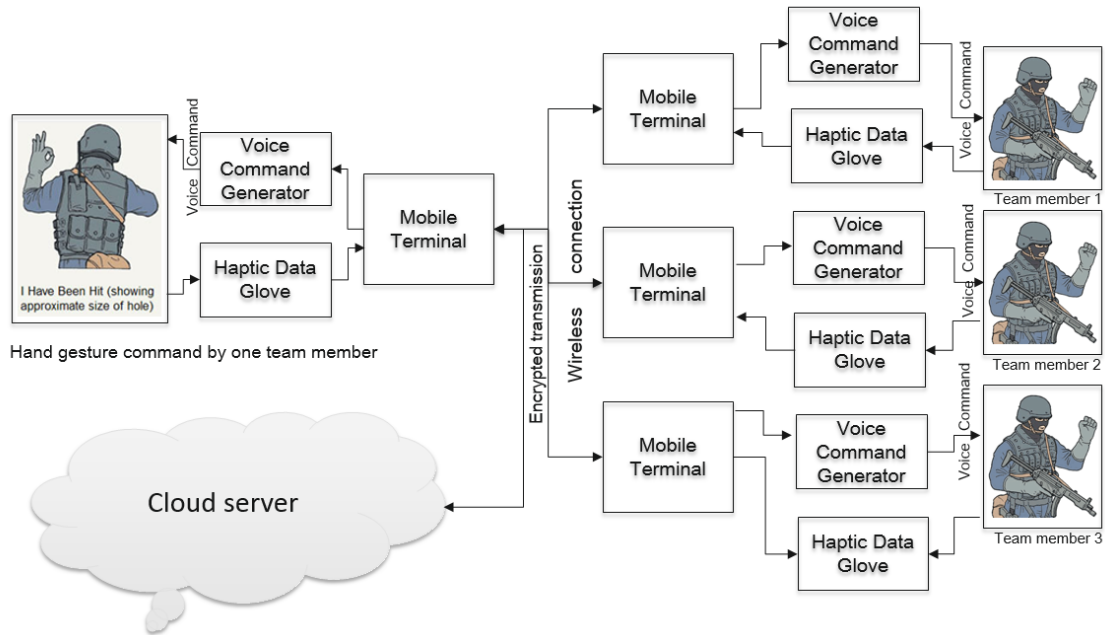 Voice
Command
Generator
Mobile
Terminal
Haptic Data
Glove
Voice Command
Team member 1
Voice Command
Voice
Command
Generator
Mobile
Terminal
Haptic Data
Glove
I Have Been Hit (showing
approximate size of hole)
Hand gesture command by one team member
Encrypted transmission
Wireless connection
Mobile
Terminal
Voice
Command
Generator
Haptic Data
Glove
Voice Command
Team member 2
Mobile
Terminal
Voice
Command
Generator
Haptic Data
Glove
Voice Command
Team member 3
Cloud server